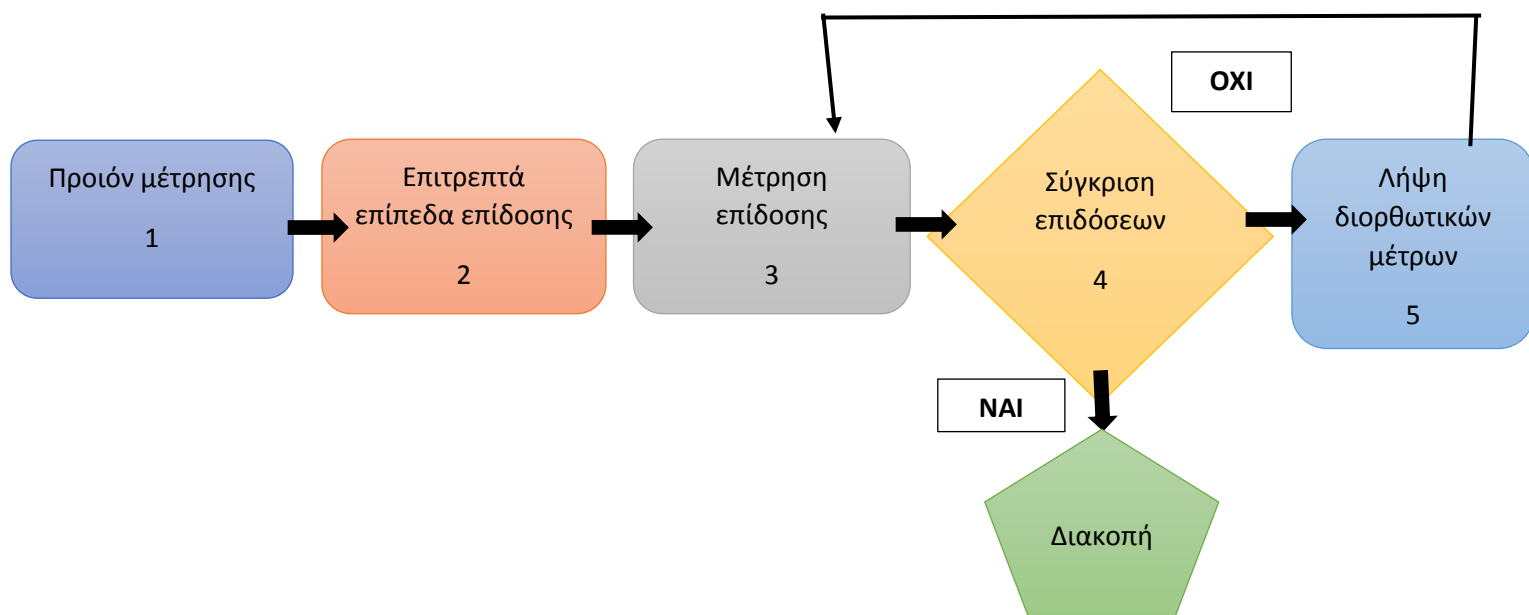 Προιόν μέτρησης
1
Επιτρεπτά
επίπεδα επίδοσης
2
Μέτρηση
επίδοσης
3
Σύγκριση
επιδόσεων
4
ΟΧΙ
Λήψη
διορθωτικών
μέτρων
5
ΝΑΙ
Διακοπή